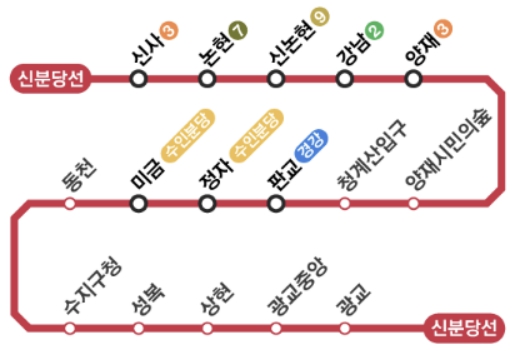 신분당선
신사 3
논현 7
신논현 9
강남 2
양재 3
동천
미금 수인분당
정자 수인분당
판교 경강
청계산입구
양재시민의숲
수지구청
성복
상현
광교중앙
광교
신분당선